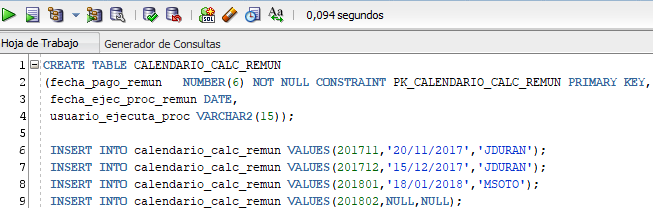 0,094 segundos
Hoja de Trabajo Generador de Consultas
1 CREATE TABLE CALENDARIO_CALC_REMUN
2 (fecha_pago_remun NUMBER(6) NOT NULL CONSTRAINT PK_CALENDARIO_CALC_REMUN PRIMARY KEY,
3 fecha_ejec_proc_remun DATE,
4 usuario_ejecuta_proc VARCHAR2(15));
5
6 INSERT INTO calendario_calc_remun VALUES(201711,'20/11/2017','JDURAN');
7 INSERT INTO calendario_calc_remun VALUES(201712,'15/12/2017','JDURAN');
8 INSERT INTO calendario_calc_remun VALUES(201801,'18/01/2018','MSOTO');
9 INSERT INTO calendario_calc_remun VALUES(201802,NULL,NULL);